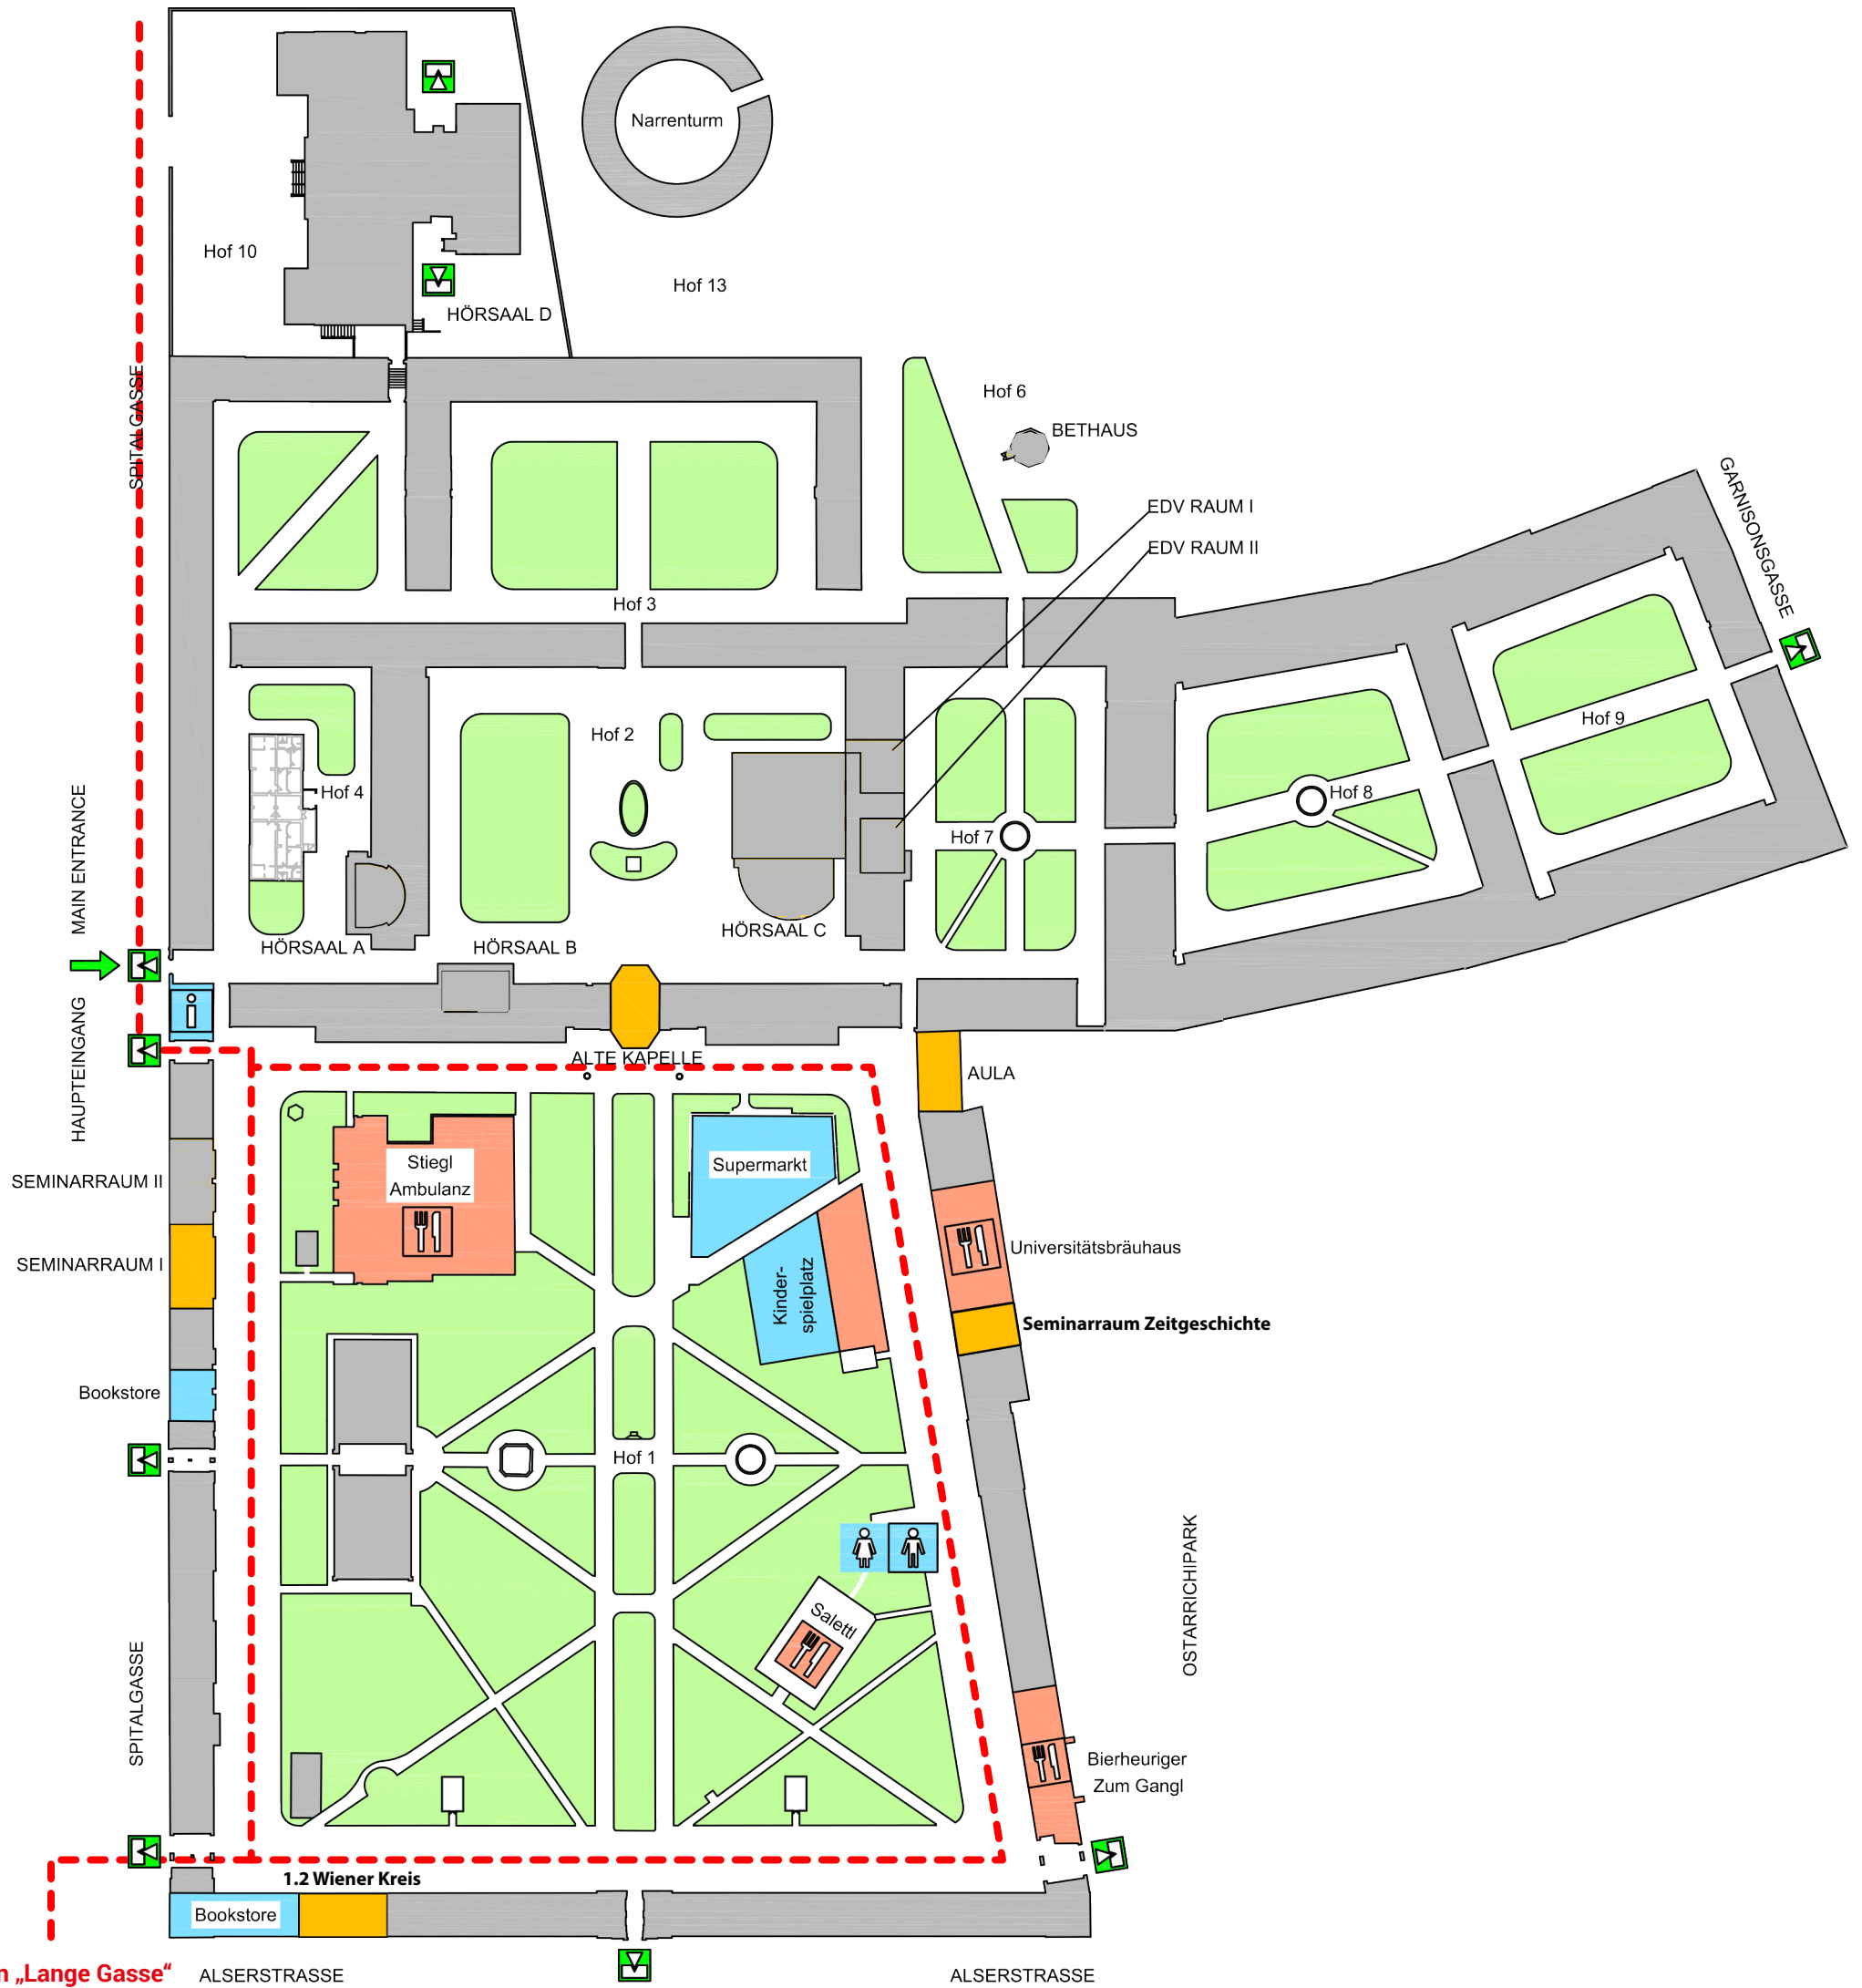 Narrenturm
Hof 10
Hof 13
HÖRSAAL D
SPITALGASSE
Hof 6
BETHAUS
GARNISONSGASSE
EDV RAUM I
EDV RAUM II
Hof 3
Hof 2
Hof 9
Hof 4
Hof 8
Hof 7
MAIN ENTRANCE
HÖRSAAL A
HÖRSAAL B
HÖRSAAL C
HAUPTEINGANG
i
ALTE KAPELLE
AULA
Stiegl
Ambulanz
Supermarkt
SEMINARRAUM II
Universitätsbräuhaus
SEMINARRAUM I
Kinder-
spielplatz
Seminarraum Zeitgeschichte
Bookstore
Hof 1
OSTARRICHIPARK
Salettl
SPITALGASSE
Bierheuriger
Zum Gangl
1.2 Wiener Kreis
Bookstore
n „Lange Gasse“
ALSERSTRASSE
ALSERSTRASSE